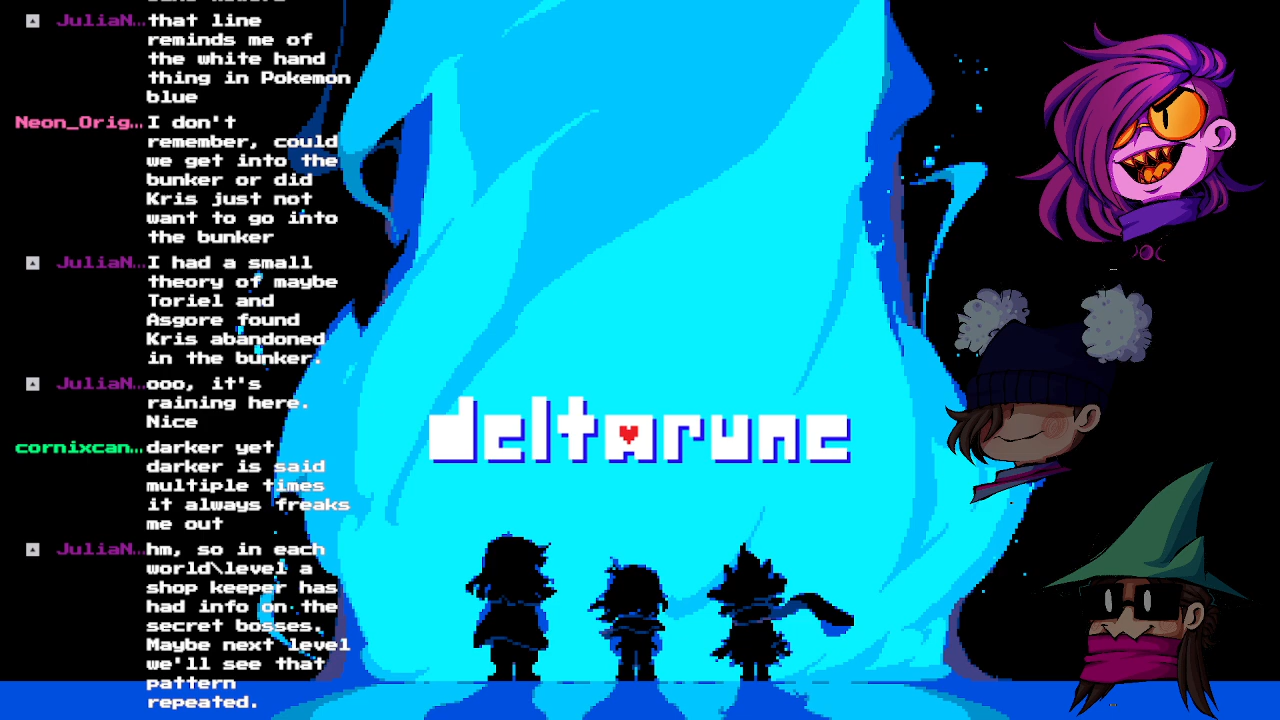 JuliaN... that line
reminds me of
the white hand
thing in Pokemon
blue
Neon_Orig... I don't
remember, could
we get into the
bunker or did
Kris just not
want to go into
the bunker
JuliaN... I had a small
theory of maybe
Toriel and
Asgore found
Kris abandoned
in the bunker.
JuliaN... ooo, it's
raining here.
Nice
cornixcan... darker yet
darker is said
multiple times
it always freaks
me out
JuliaN... hm, so in each
world\level a
shop keeper has
had info on the
secret bosses.
Maybe next level
we'll see that
pattern
repeated.
deltarune